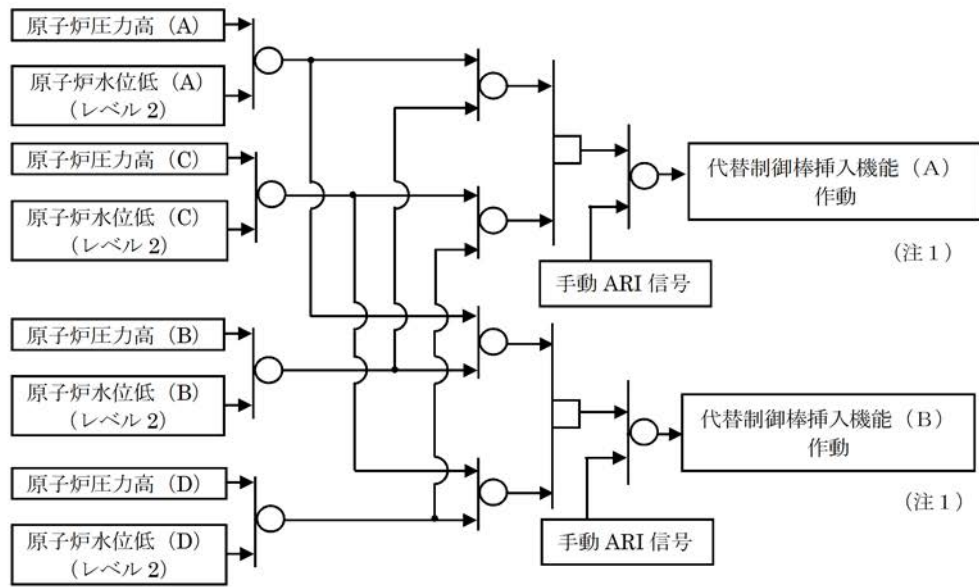 原子炉圧力高（A）
原子炉水位低（A）
（レベル 2）
原子炉圧力高（C）
原子炉水位低（C）
（レベル 2）
代替制御棒挿入機能（A）
作動
（注１）
手動 ARI 信号
原子炉圧力高（B）
原子炉水位低（B）
（レベル 2）
代替制御棒挿入機能（B）
作動
（注１）
手動 ARI 信号
原子炉圧力高（D）
原子炉水位低（D）
（レベル 2）